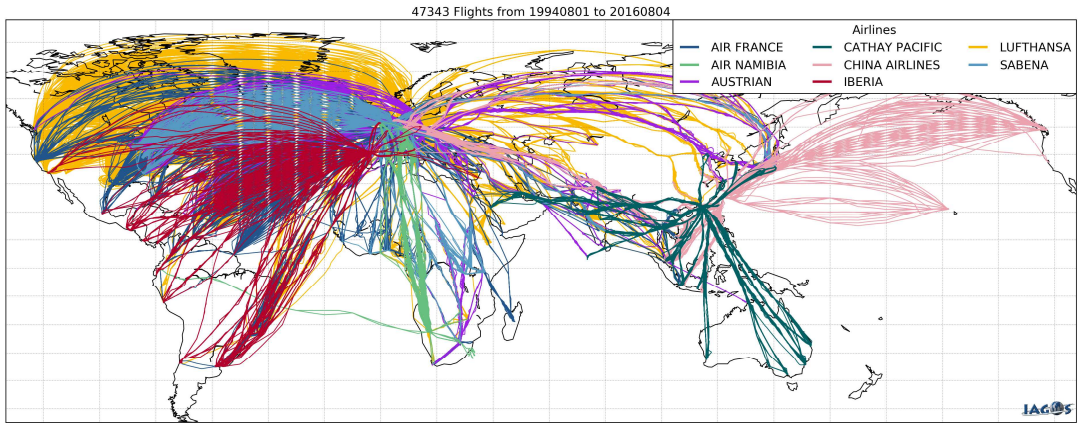 47343 Flights from 19940801 to 20160804
Airlines
AIR FRANCE CATHAY PACIFIC LUFTHANSA
AIR NAMIBIA CHINA AIRLINES SABENA
AUSTRIAN IBERIA
IAGOS